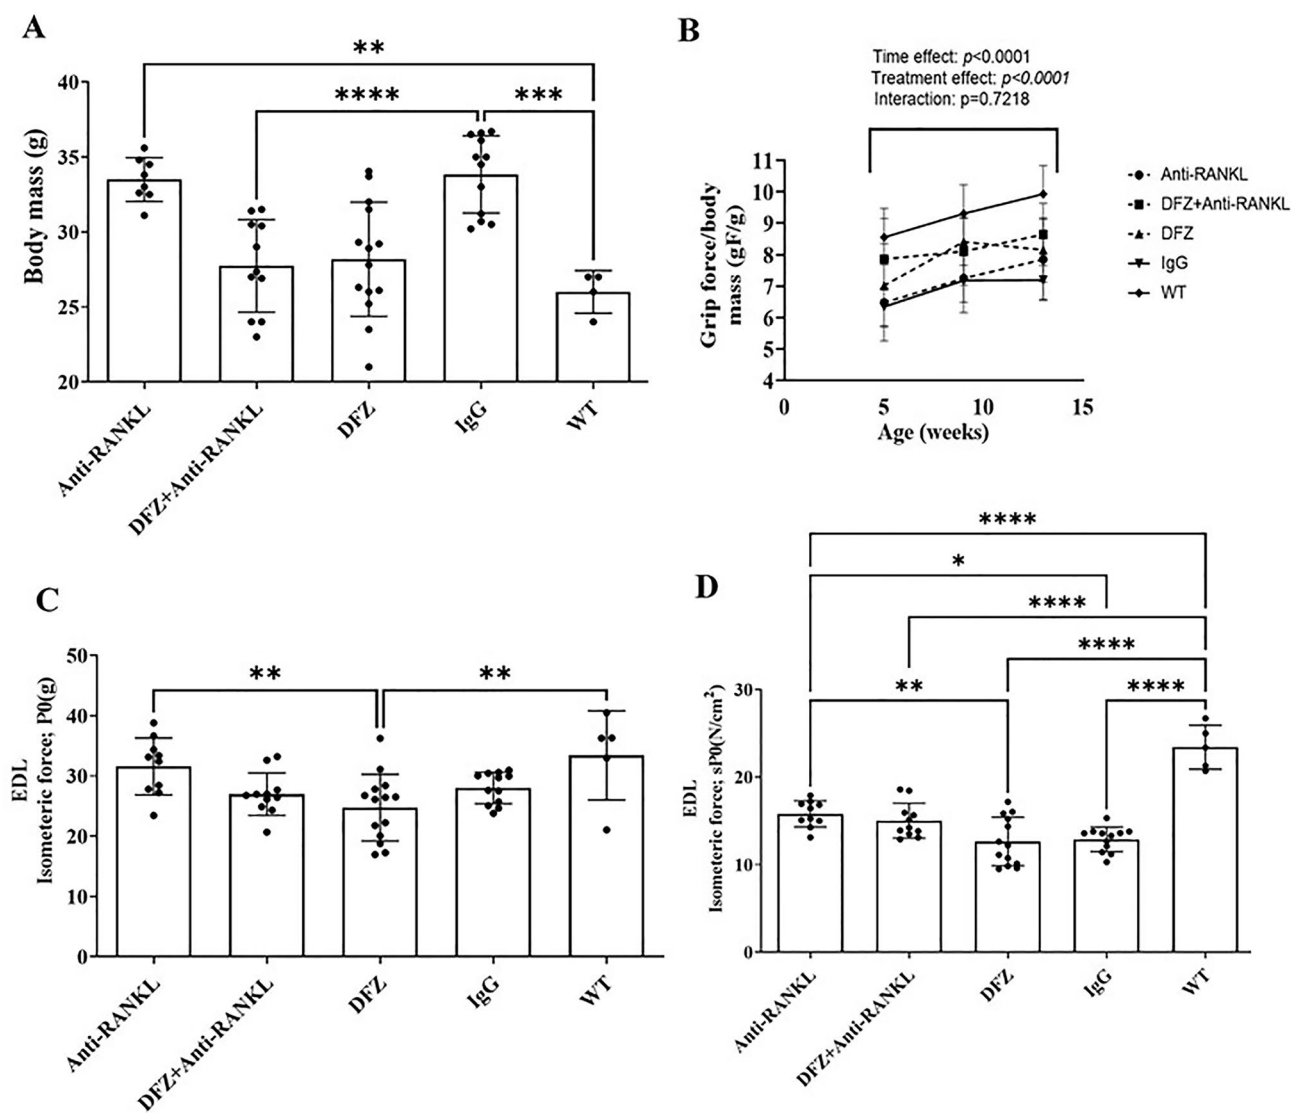 A
**
****
***
Body mass (g)
40
35
30
25
20
Anti-RANKL
DFZ+Anti-RANKL
DFZ
IgG
WT
B
Time effect: p<0.0001
Treatment effect: p<0.0001
Interaction: p=0.7218
Grip force/body
mass (gF/g)
11
10
9
8
7
6
5
4
0
5
10
15
Age (weeks)
Anti-RANKL
DFZ+Anti-RANKL
DFZ
IgG
WT
C
**
**
EDL
Isometeric force; P0(g)
50
40
30
20
10
0
Anti-RANKL
DFZ+Anti-RANKL
DFZ
IgG
WT
D
****
*
****
****
**
****
EDL
Isometeric force; sP0(N/cm²)
30
20
10
0
Anti-RANKL
DFZ+Anti-RANKL
DFZ
IgG
WT